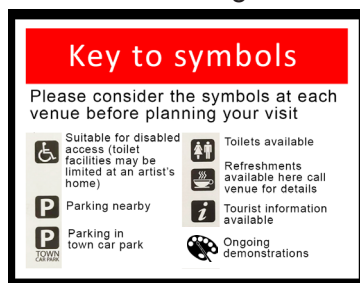 Key to symbols
Please consider the symbols at each
venue before planning your visit
Suitable for disabled
access (toilet
facilities may be
limited at an artist's
home)
P
Parking nearby
P
TOWN
CAR PARK
Parking in
town car park
Toilets available
Refreshments
available here call
venue for details
i
Tourist information
available
Ongoing
demonstrations